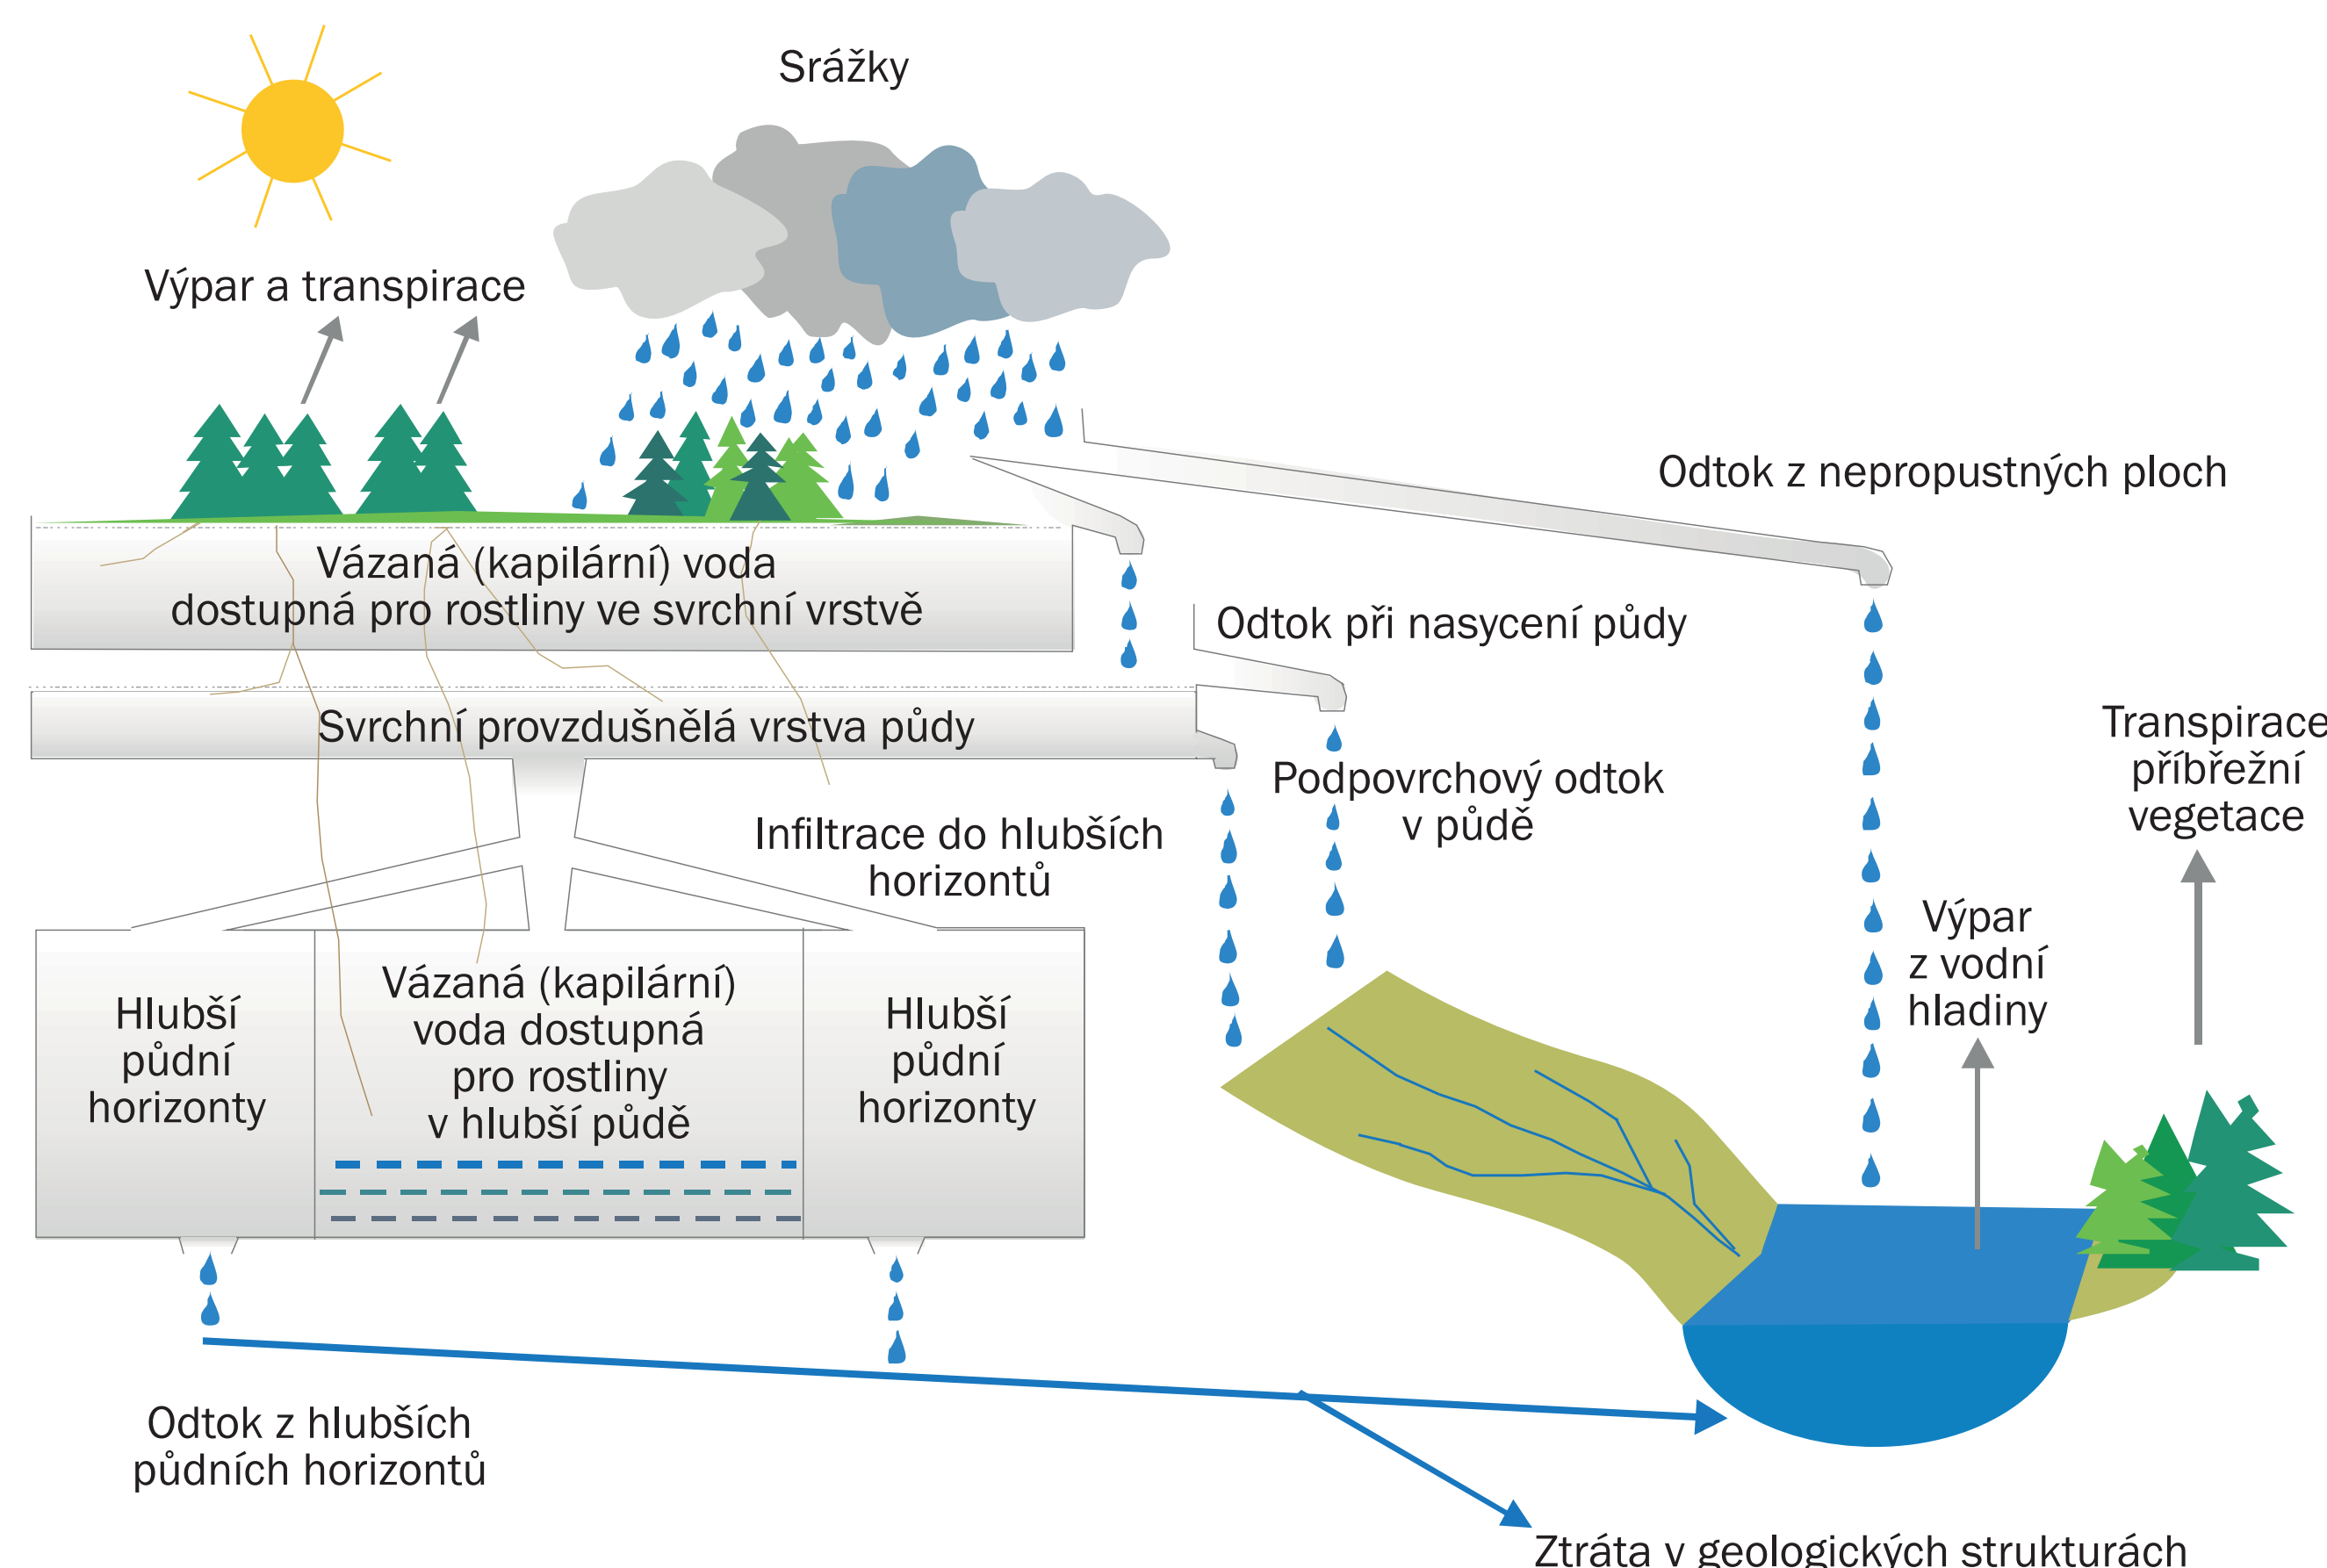 Srážky
Výpar a transpirace
Odtok z nepropustných ploch
Vázaná (kapilární) voda
dostupná pro rostliny ve svrchní vrstvě
Odtok při nasycení půdy
Svrchní provzdušnělá vrstva půdy
Transpirace
příbřežní
vegetace
Podpovrchový odtok
v půdě
Infiltrace do hlubších
horizontů
Výpar
z vodní
hladiny
Hlubší
půdní
horizonty
Vázaná (kapilární)
voda dostupná
pro rostliny
v hlubší půdě
Hlubší
půdní
horizonty
Odtok z hlubších
půdních horizontů
Ztráta v geologických strukturách